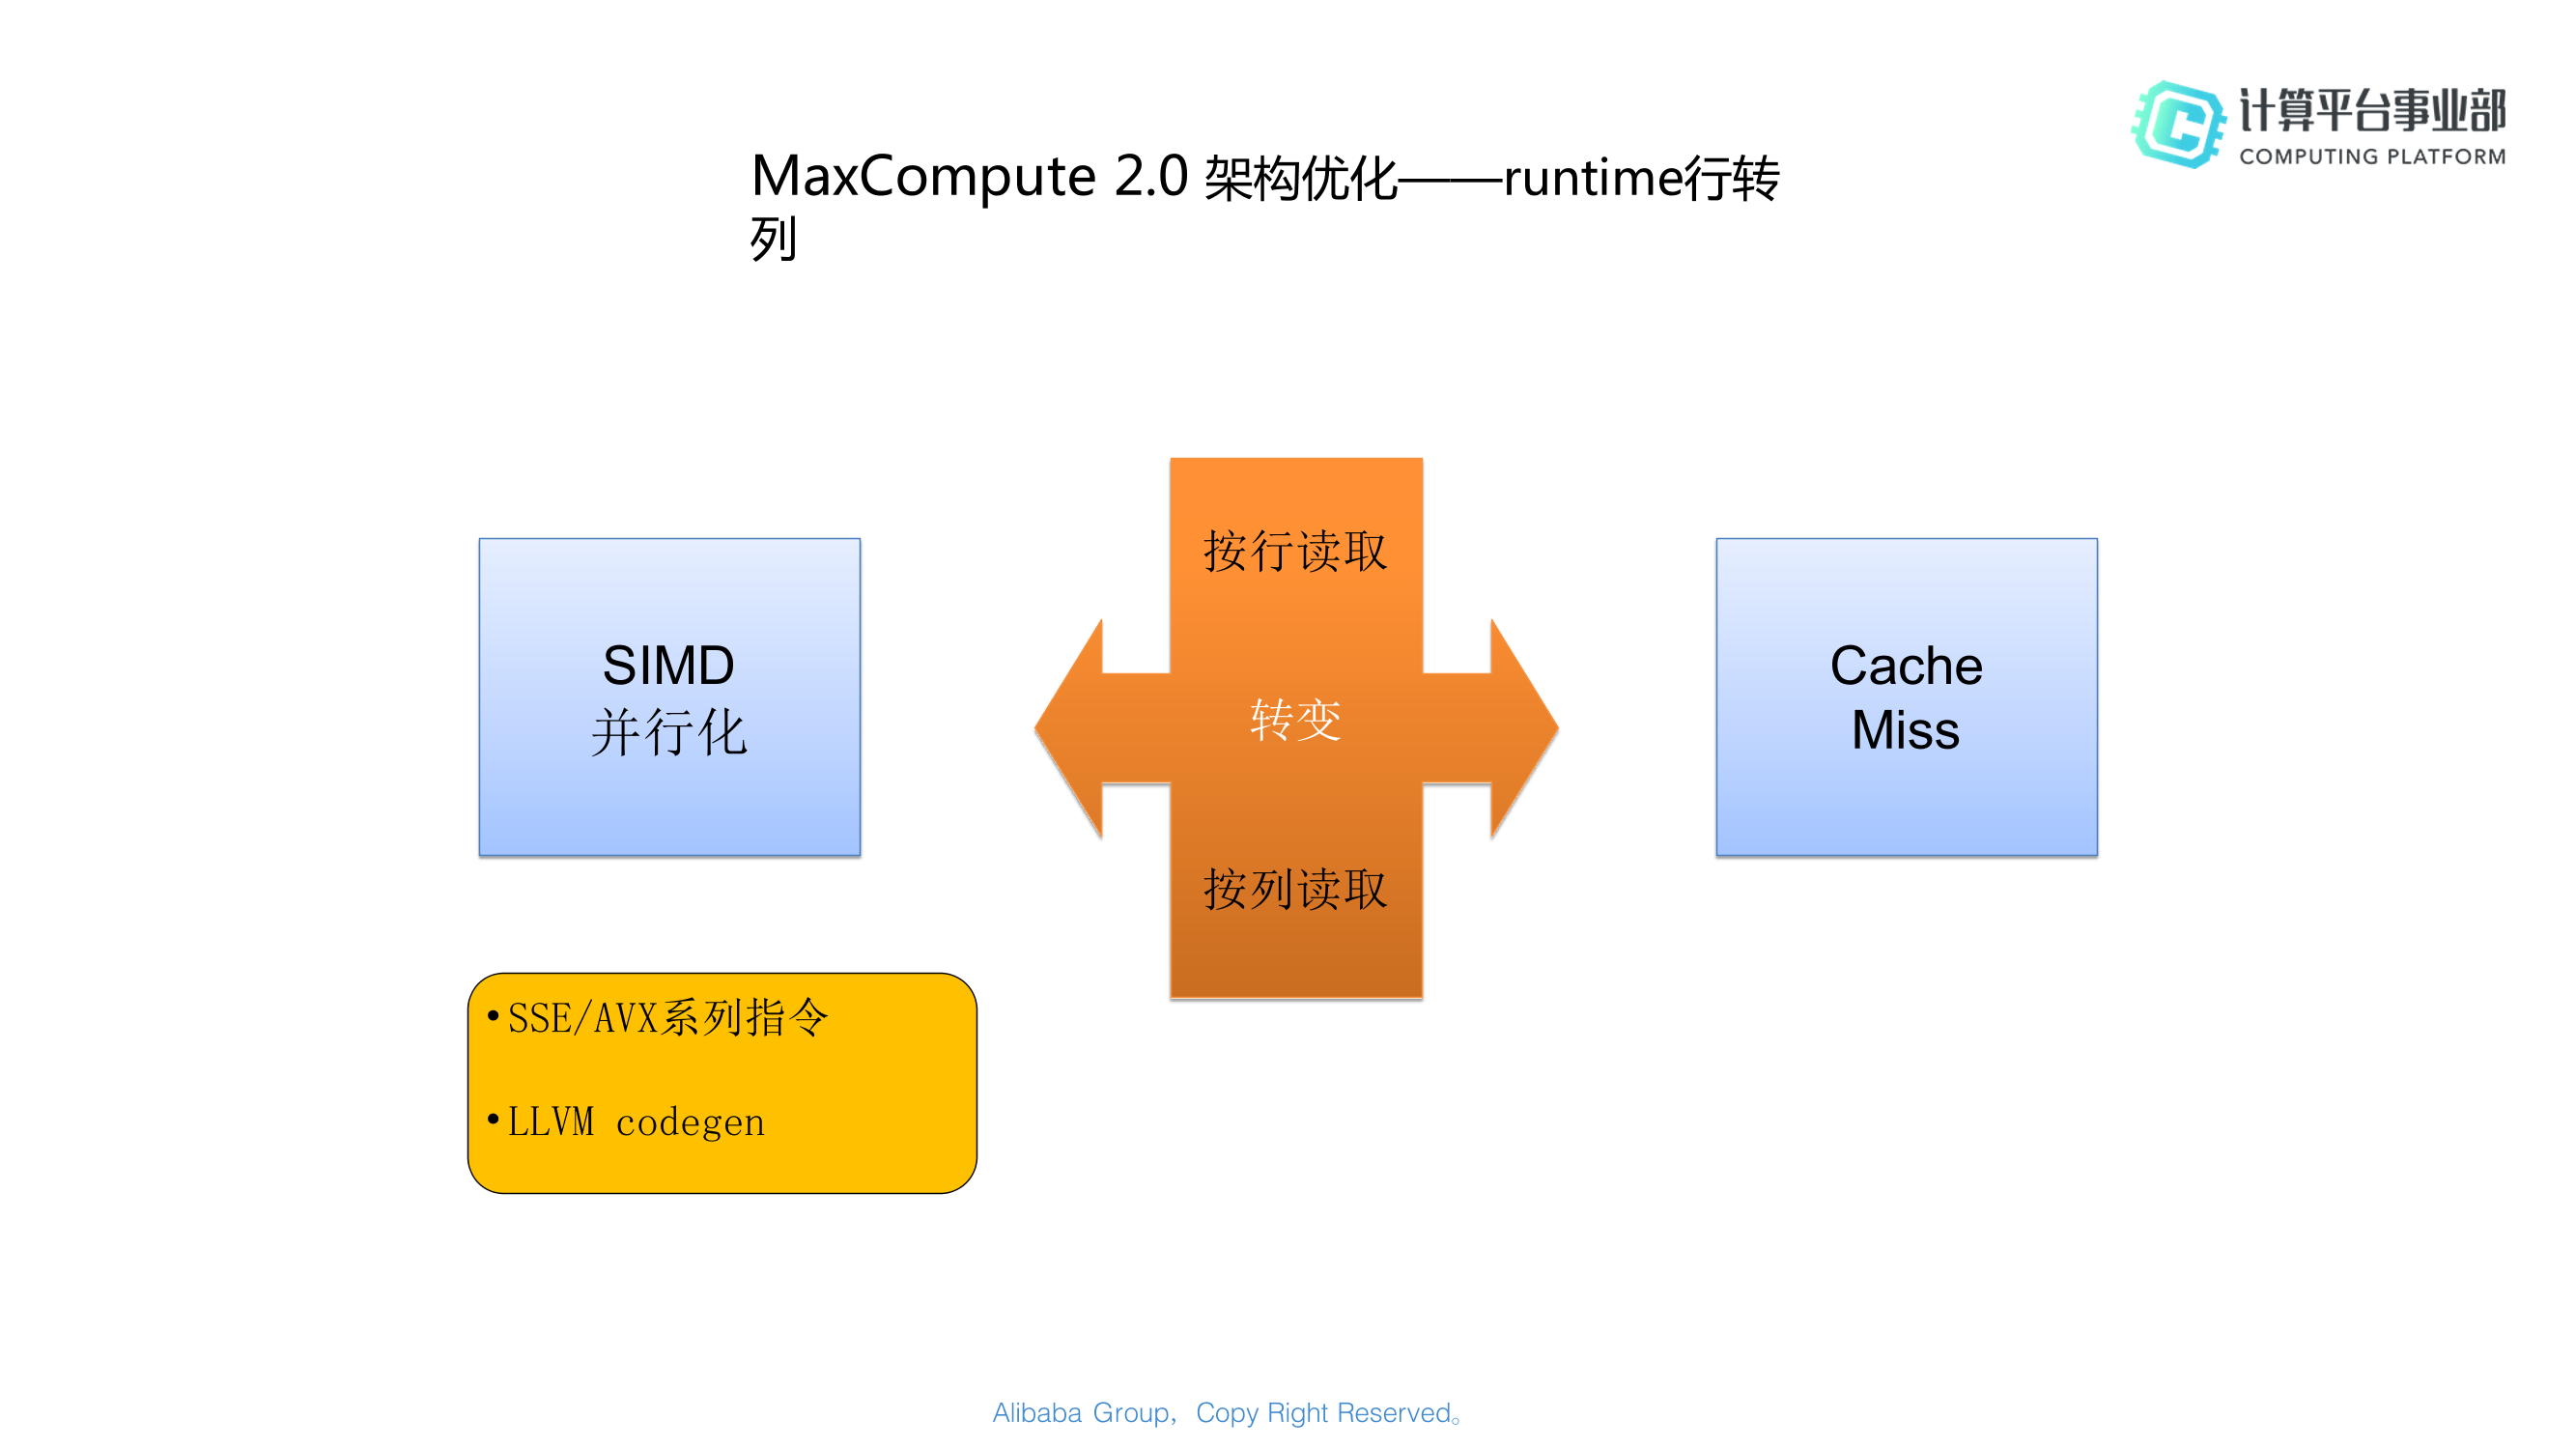 计算平台事业部
COMPUTING PLATFORM
MaxCompute 2.0 架构优化——runtime行转
列
按行读取
SIMD
并行化
转变
Cache
Miss
按列读取
• SSE/AVX系列指令
• LLVM codegen
Alibaba Group, Copy Right Reserved。